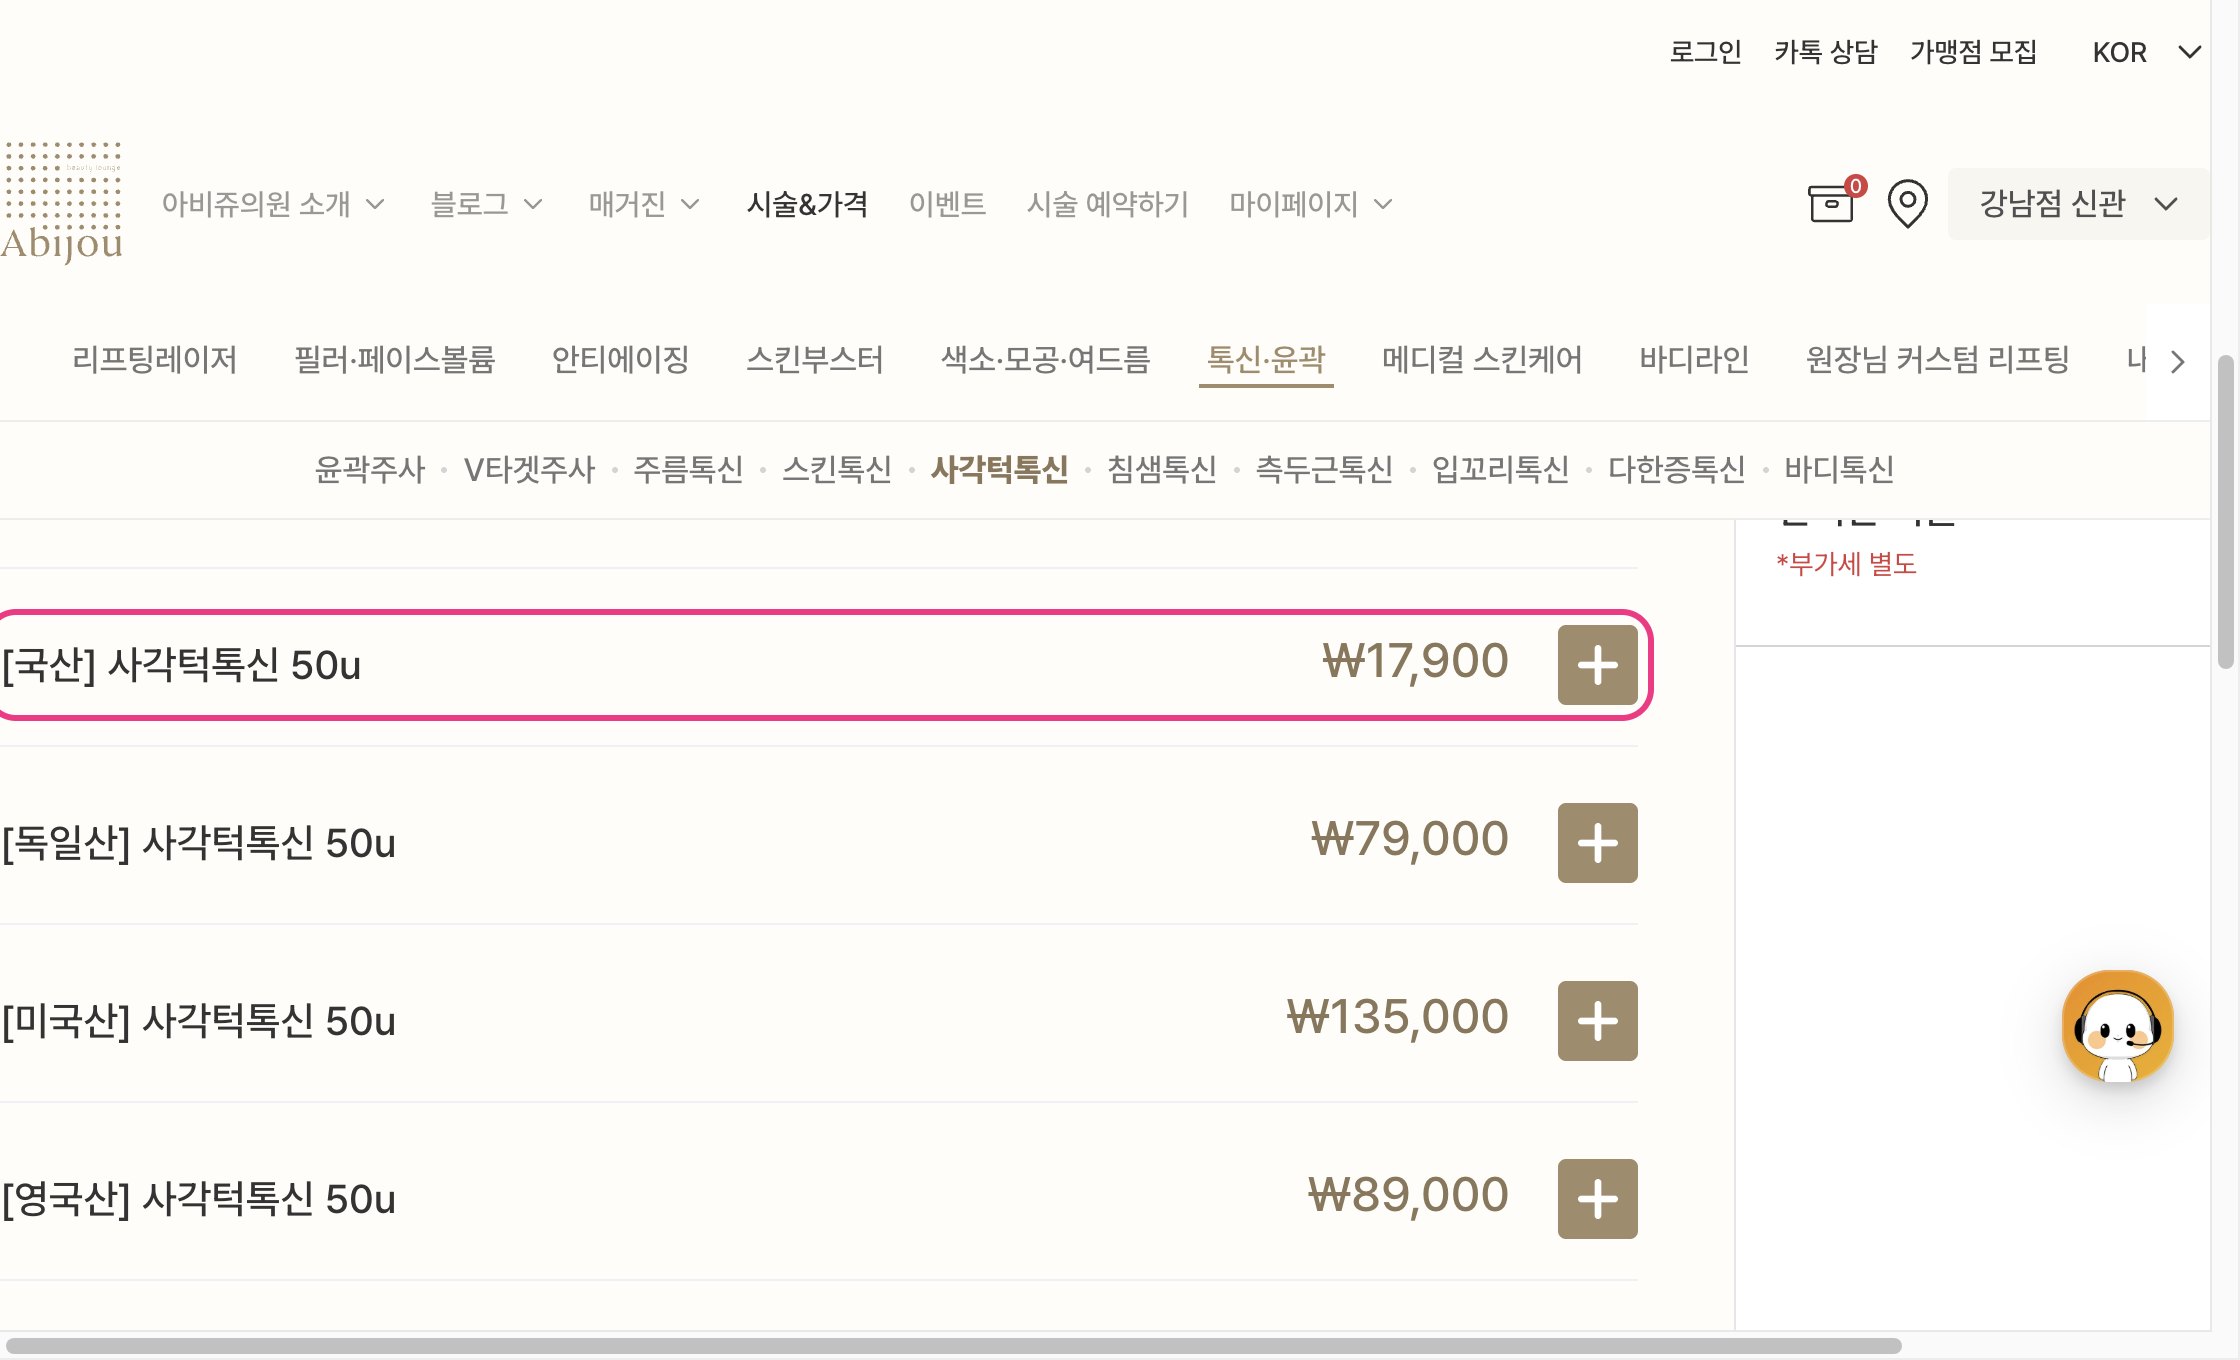 로그인 카톡 상담 가맹점 모집 KOR
beauty lounge
Abijou
아비쥬의원 소개 블로그 매거진 시술&가격 이벤트 시술 예약하기 마이페이지 0 강남점 신관
리프팅레이저 필러·페이스볼륨 안티에이징 스킨부스터 색소·모공·여드름 톡신·윤곽 메디컬 스킨케어 바디라인 원장님 커스텀 리프팅
윤곽주사 · V타겟주사 · 주름톡신 · 스킨톡신 · 사각턱톡신 · 침샘톡신 · 측두근톡신 · 입꼬리톡신 · 다한증톡신 · 바디톡신
*부가세 별도
[국산] 사각턱톡신 50u ₩17,900
[독일산] 사각턱톡신 50u ₩79,000
[미국산] 사각턱톡신 50u ₩135,000
[영국산] 사각턱톡신 50u ₩89,000